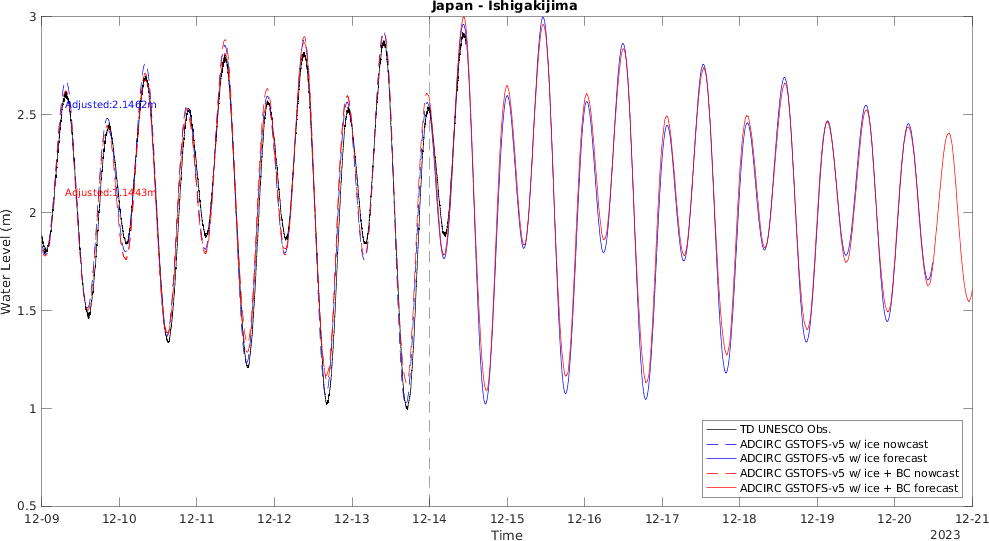 Japan - Ishigakijima
3
2.5
2
1.5
1
0.5
Water Level (m)
Adjusted:2.1462m
Adjusted:1.1443m
TD UNESCO Obs.
ADCIRC GSTOFS-v5 w/ ice nowcast
ADCIRC GSTOFS-v5 w/ ice forecast
ADCIRC GSTOFS-v5 w/ ice + BC nowcast
ADCIRC GSTOFS-v5 w/ ice + BC forecast
12-09 12-10 12-11 12-12 12-13 12-14 12-15 12-16 12-17 12-18 12-19 12-20 12-21
Time
2023